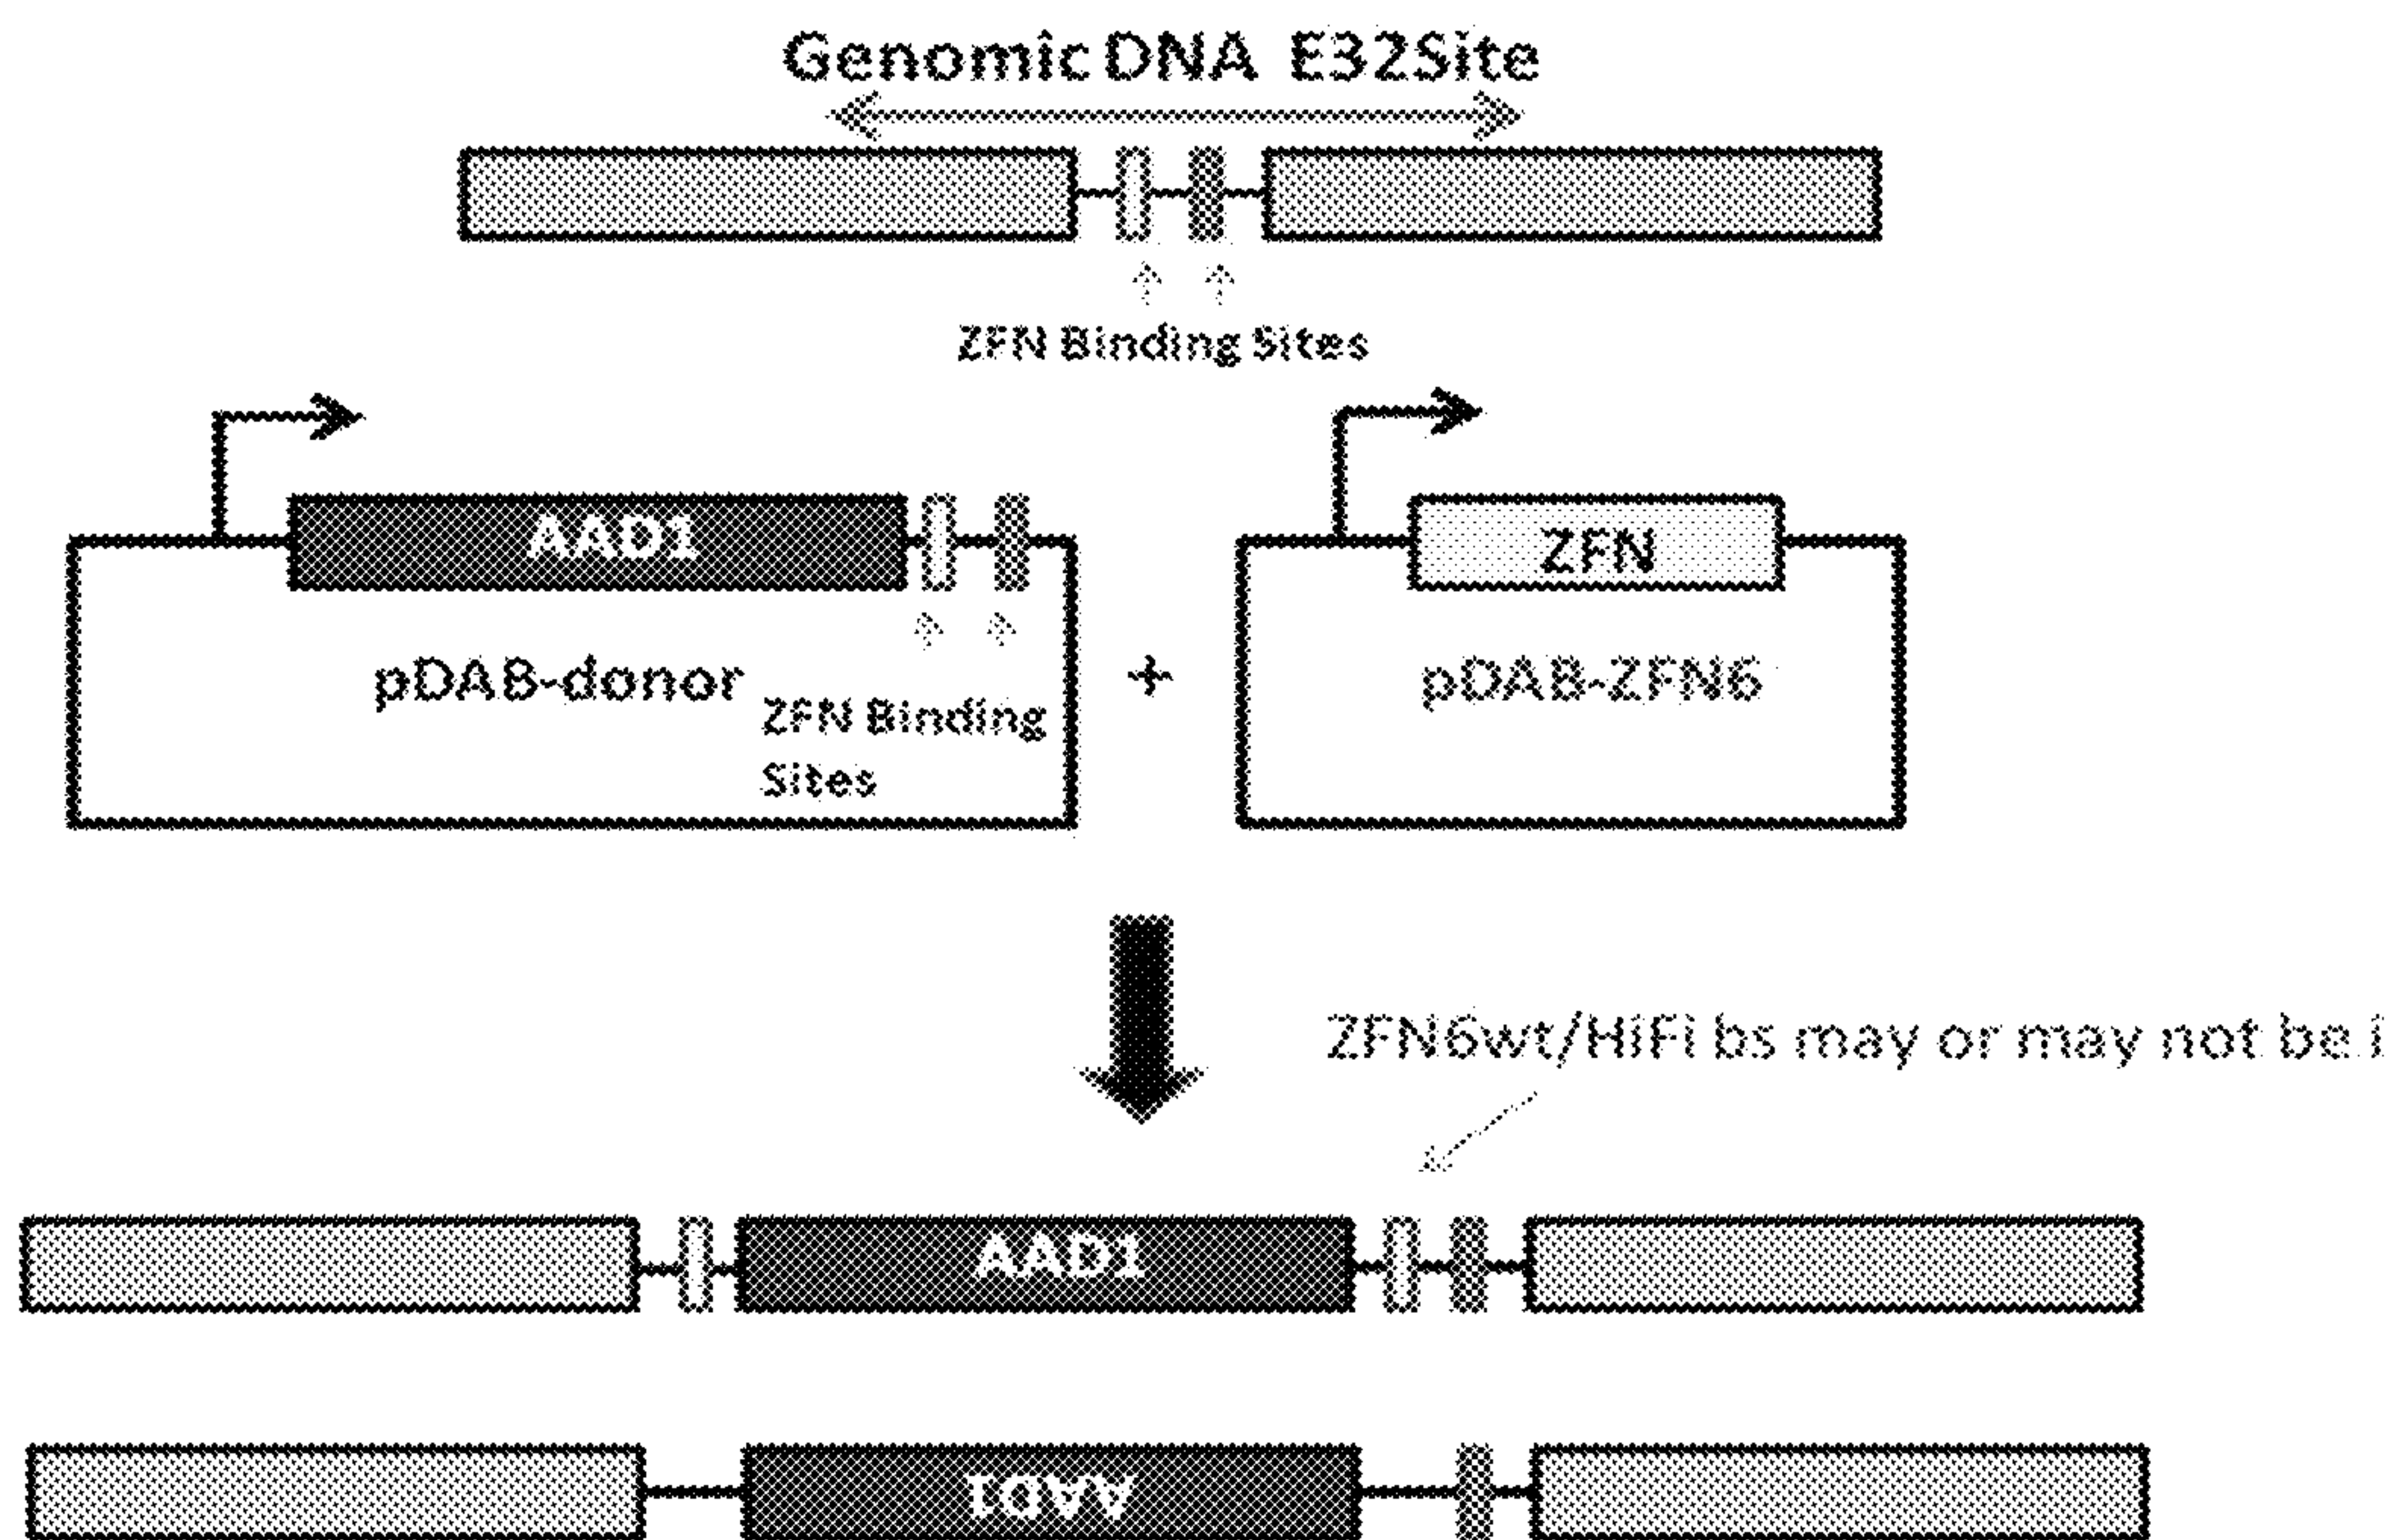 Genomic DNA E32Site
ZFN Binding Sites
AAD1
ZFN
pDAB-donor
ZFN Binding
Sites
+
pDAB-ZFN6
ZFN6wt/HiFi bs may or may not be i
AAD1
AAD1